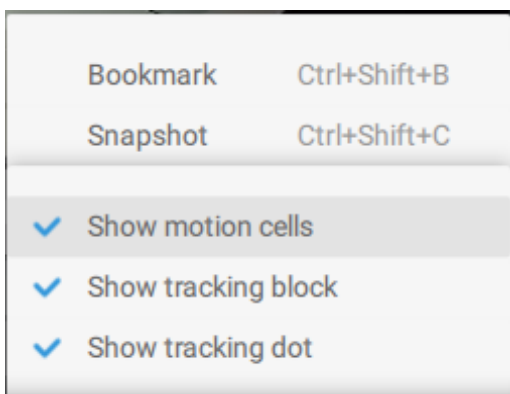 Bookmark Ctrl+Shift+B
Snapshot Ctrl+Shift+C
Show motion cells
Show tracking block
Show tracking dot